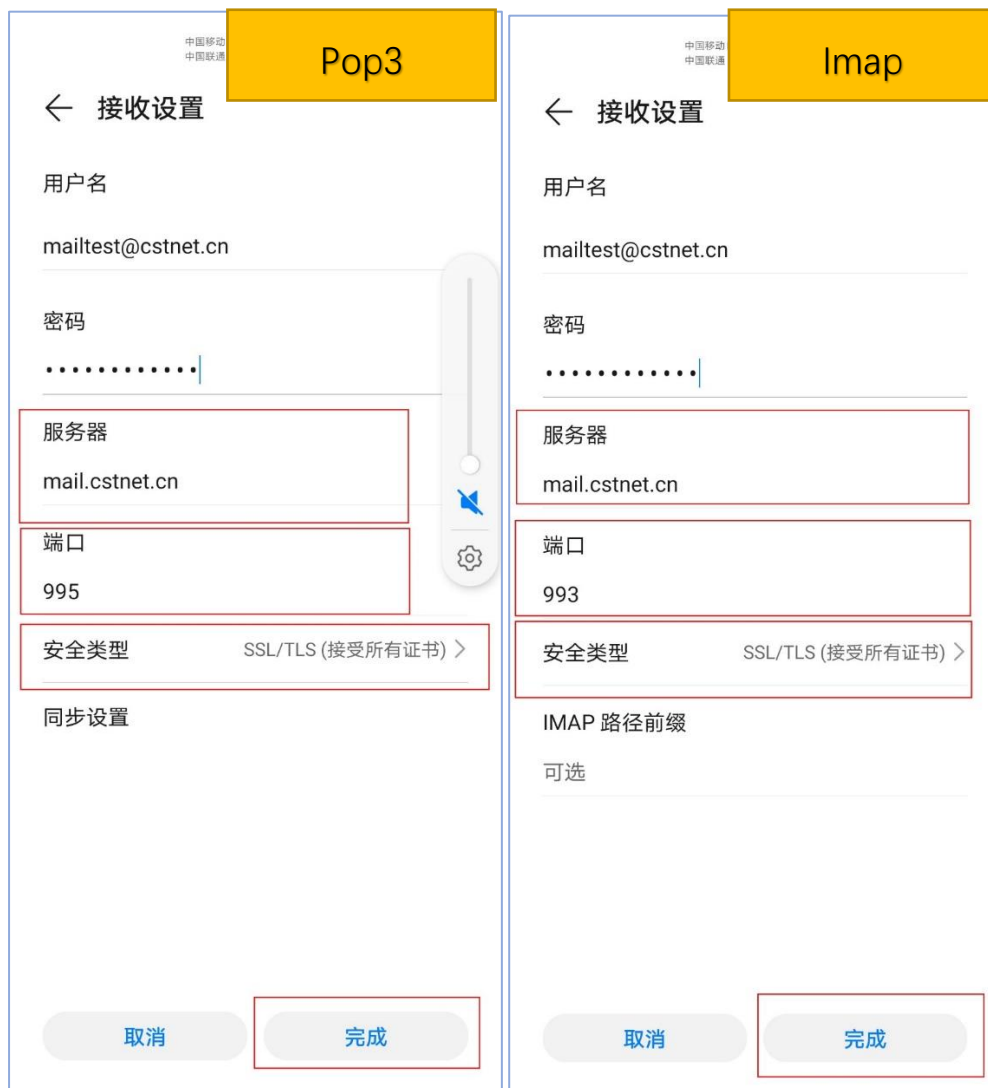 中国移动
中国联通
Pop3
接收设置
用户名
mailtest@cstnet.cn
密码
••••••••••••
服务器
mail.cstnet.cn
端口
995
安全类型 SSL/TLS (接受所有证书)
同步设置
取消 完成
中国移动
中国联通
Imap
接收设置
用户名
mailtest@cstnet.cn
密码
••••••••••••
服务器
mail.cstnet.cn
端口
993
安全类型 SSL/TLS (接受所有证书)
IMAP 路径前缀
可选
取消 完成